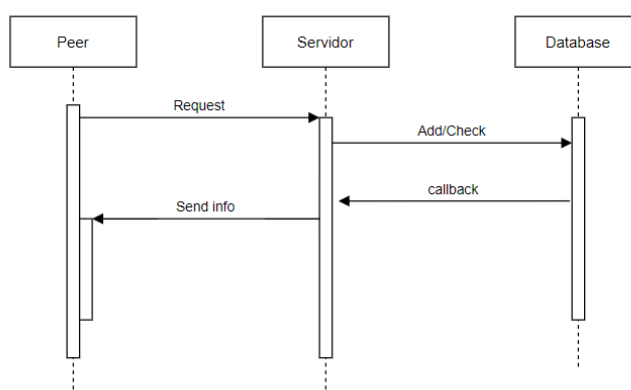 Peer
Servidor
Database
Request
Add/Check
callback
Send info